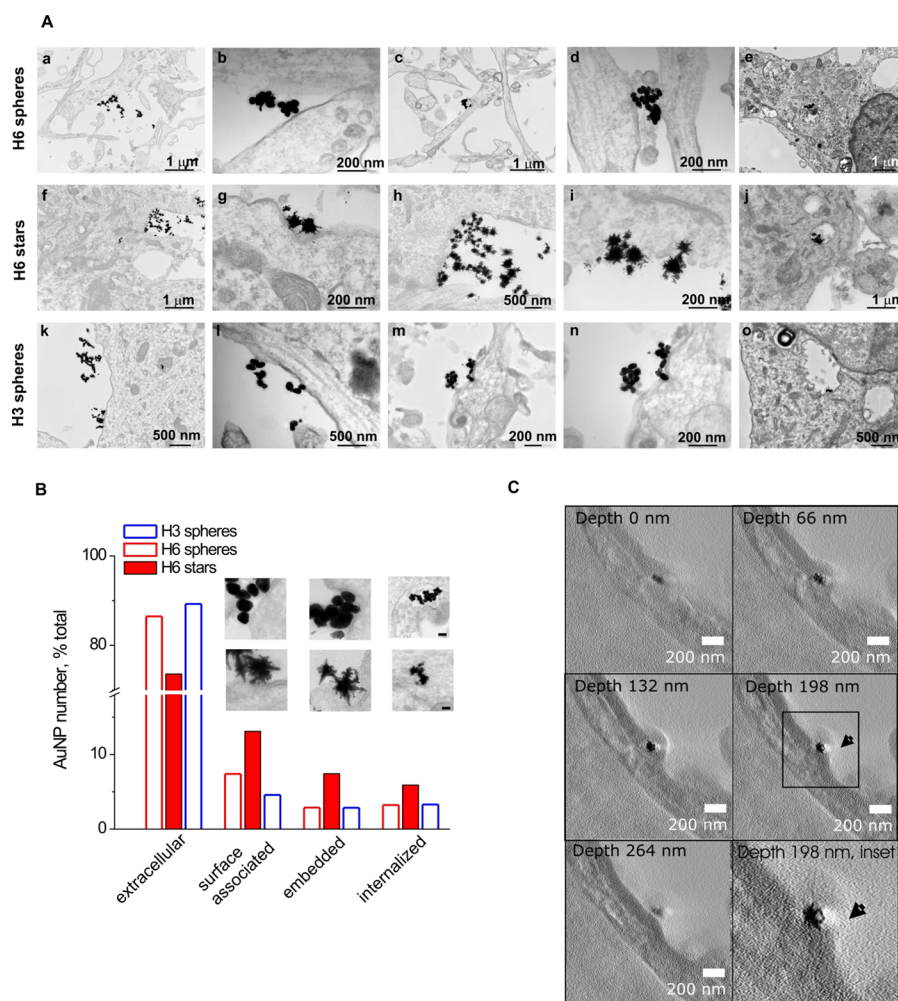 A
H6 spheres
a
1 μm
b
200 nm
c
1 μm
d
200 nm
e
1 μm
H6 stars
f
1 μm
g
200 nm
h
500 nm
i
200 nm
j
1 μm
H3 spheres
k
500 nm
l
500 nm
m
200 nm
n
200 nm
o
500 nm
B
H3 spheres
H6 spheres
H6 stars
AuNP number, % total
100
80
10
0
extracellular
surface
associated
embedded
internalized
C
Depth 0 nm
200 nm
Depth 66 nm
200 nm
Depth 132 nm
200 nm
Depth 198 nm
200 nm
Depth 264 nm
200 nm
Depth 198 nm, inset
200 nm